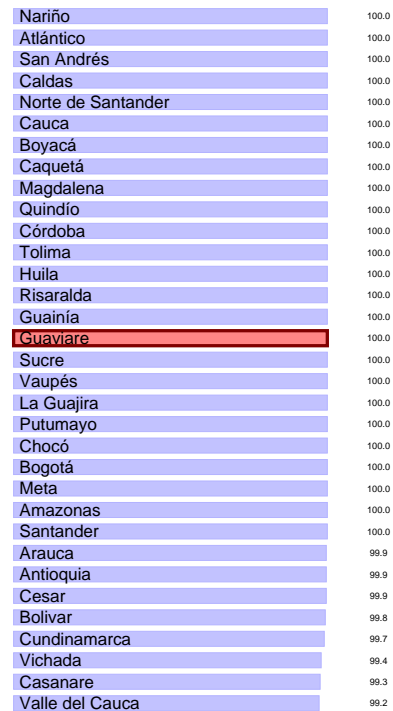 Nariño 100.0
Atlántico 100.0
San Andrés 100.0
Caldas 100.0
Norte de Santander 100.0
Cauca 100.0
Boyacá 100.0
Caquetá 100.0
Magdalena 100.0
Quindío 100.0
Córdoba 100.0
Tolima 100.0
Huila 100.0
Risaralda 100.0
Guainía 100.0
Guaviare 100.0
Sucre 100.0
Vaupés 100.0
La Guajira 100.0
Putumayo 100.0
Chocó 100.0
Bogotá 100.0
Meta 100.0
Amazonas 100.0
Santander 100.0
Arauca 99.9
Antioquia 99.9
Cesar 99.9
Bolivar 99.8
Cundinamarca 99.7
Vichada 99.4
Casanare 99.3
Valle del Cauca 99.2